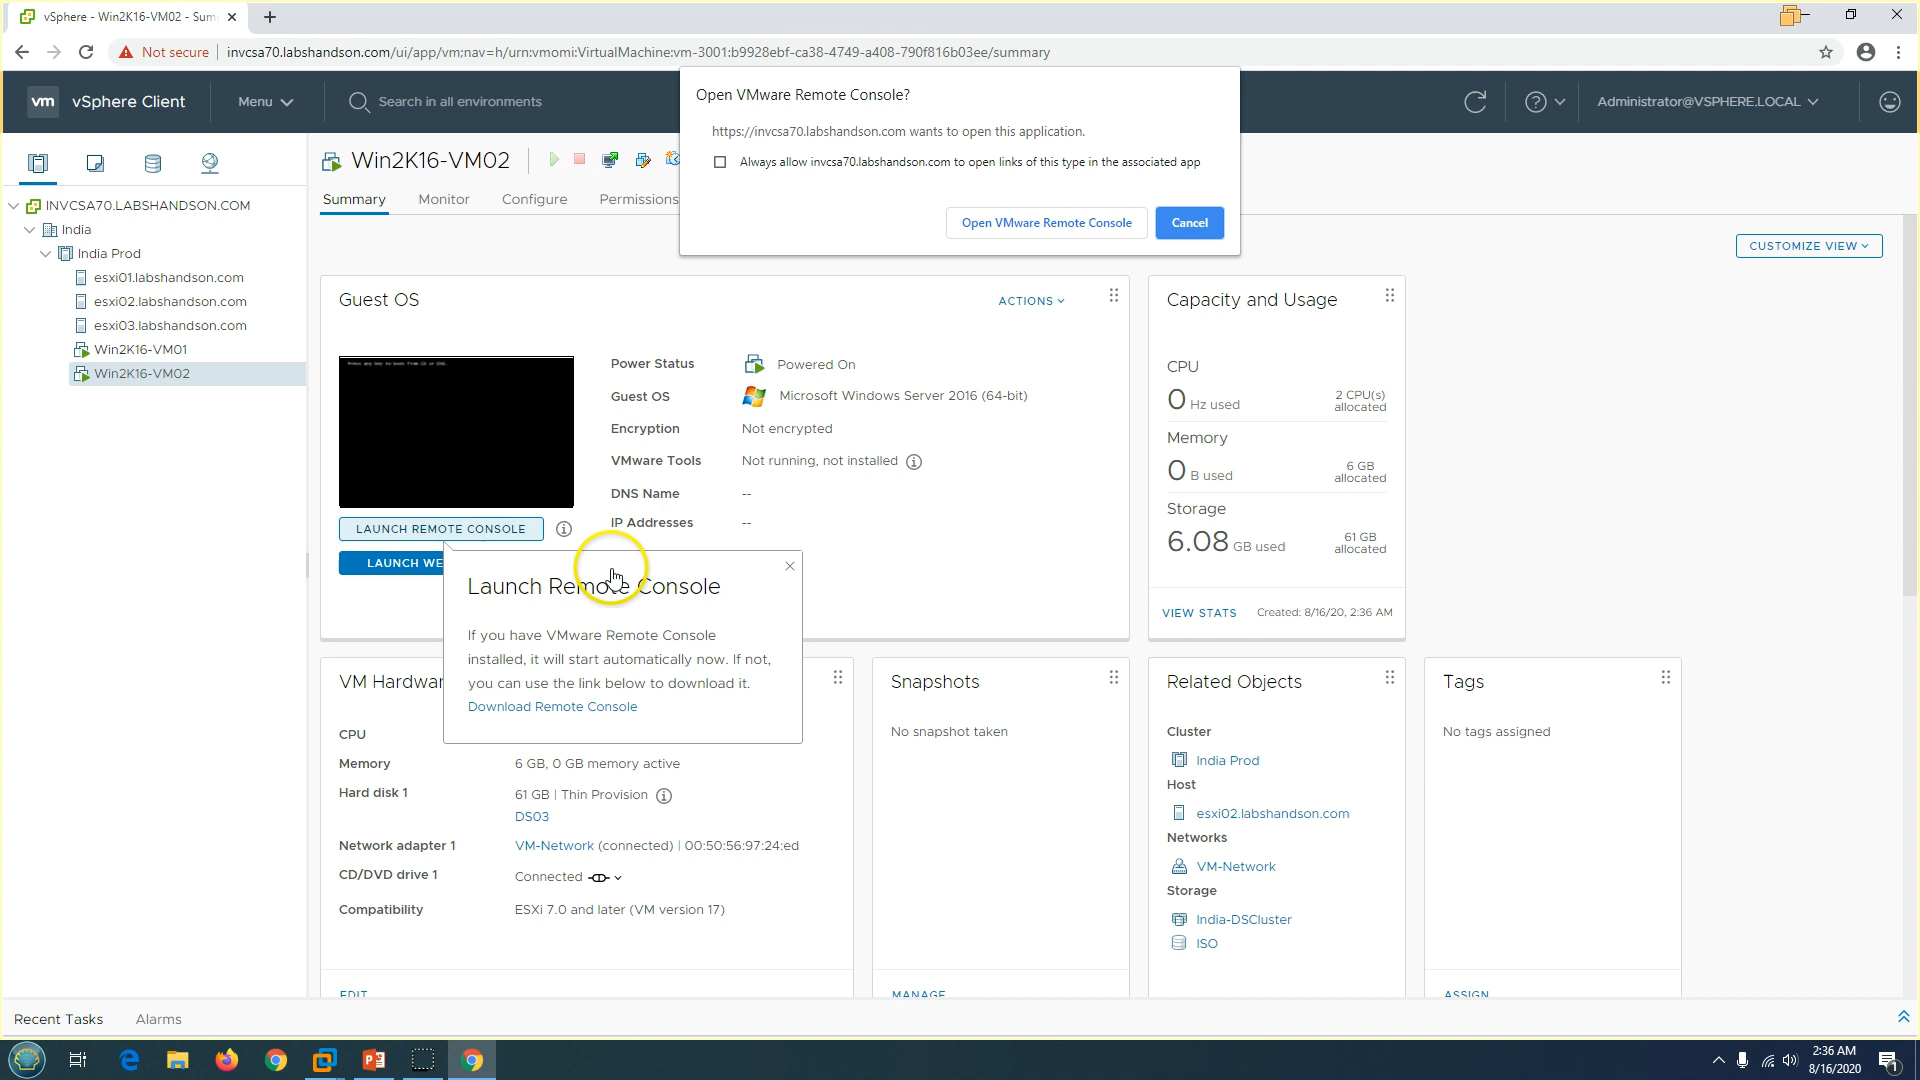 vSphere - Win2K16-VM02 - Sum
Not secure
invcsa70.labshandson.com/ui/app/vm;nav=h/urn:vmomi:VirtualMachine:vm-3001:b9928ebf-ca38-4749-a408-790f816b03ee/summary
vm vSphere Client
Menu
Search in all environments
Administrator@VSPHERE.LOCAL
Open VMware Remote Console?
https://invcsa70.labshandson.com wants to open this application.
Always allow invcsa70.labshandson.com to open links of this type in the associated app
Open VMware Remote Console
Cancel
INVCSA70.LABSHANDSON.COM
India
India Prod
esxi01.labshandson.com
esxi02.labshandson.com
esxi03.labshandson.com
Win2K16-VM01
Win2K16-VM02
Win2K16-VM02
Summary
Monitor
Configure
Permissions
CUSTOMIZE VIEW
Guest OS
ACTIONS
Press any key to boot from CD or DVD.
LAUNCH REMOTE CONSOLE
LAUNCH WE
Power Status
Powered On
Guest OS
Microsoft Windows Server 2016 (64-bit)
Encryption
Not encrypted
VMware Tools
Not running, not installed
DNS Name
--
IP Addresses
--
Launch Remote Console
If you have VMware Remote Console
installed, it will start automatically now. If not,
you can use the link below to download it.
Download Remote Console
Capacity and Usage
CPU
0 Hz used
2 CPU(s)
allocated
Memory
0 B used
6 GB
allocated
Storage
6.08 GB used
61 GB
allocated
VIEW STATS
Created: 8/16/20, 2:36 AM
VM Hardwar
CPU
Memory
6 GB, 0 GB memory active
Hard disk 1
61 GB | Thin Provision
DS03
Network adapter 1
VM-Network (connected) | 00:50:56:97:24:ed
CD/DVD drive 1
Connected
Compatibility
ESXi 7.0 and later (VM version 17)
EDIT
Snapshots
No snapshot taken
MANAGE
Related Objects
Cluster
India Prod
Host
esxi02.labshandson.com
Networks
VM-Network
Storage
India-DSCluster
ISO
Tags
No tags assigned
ASSIGN
Recent Tasks
Alarms
2:36 AM
8/16/2020
1